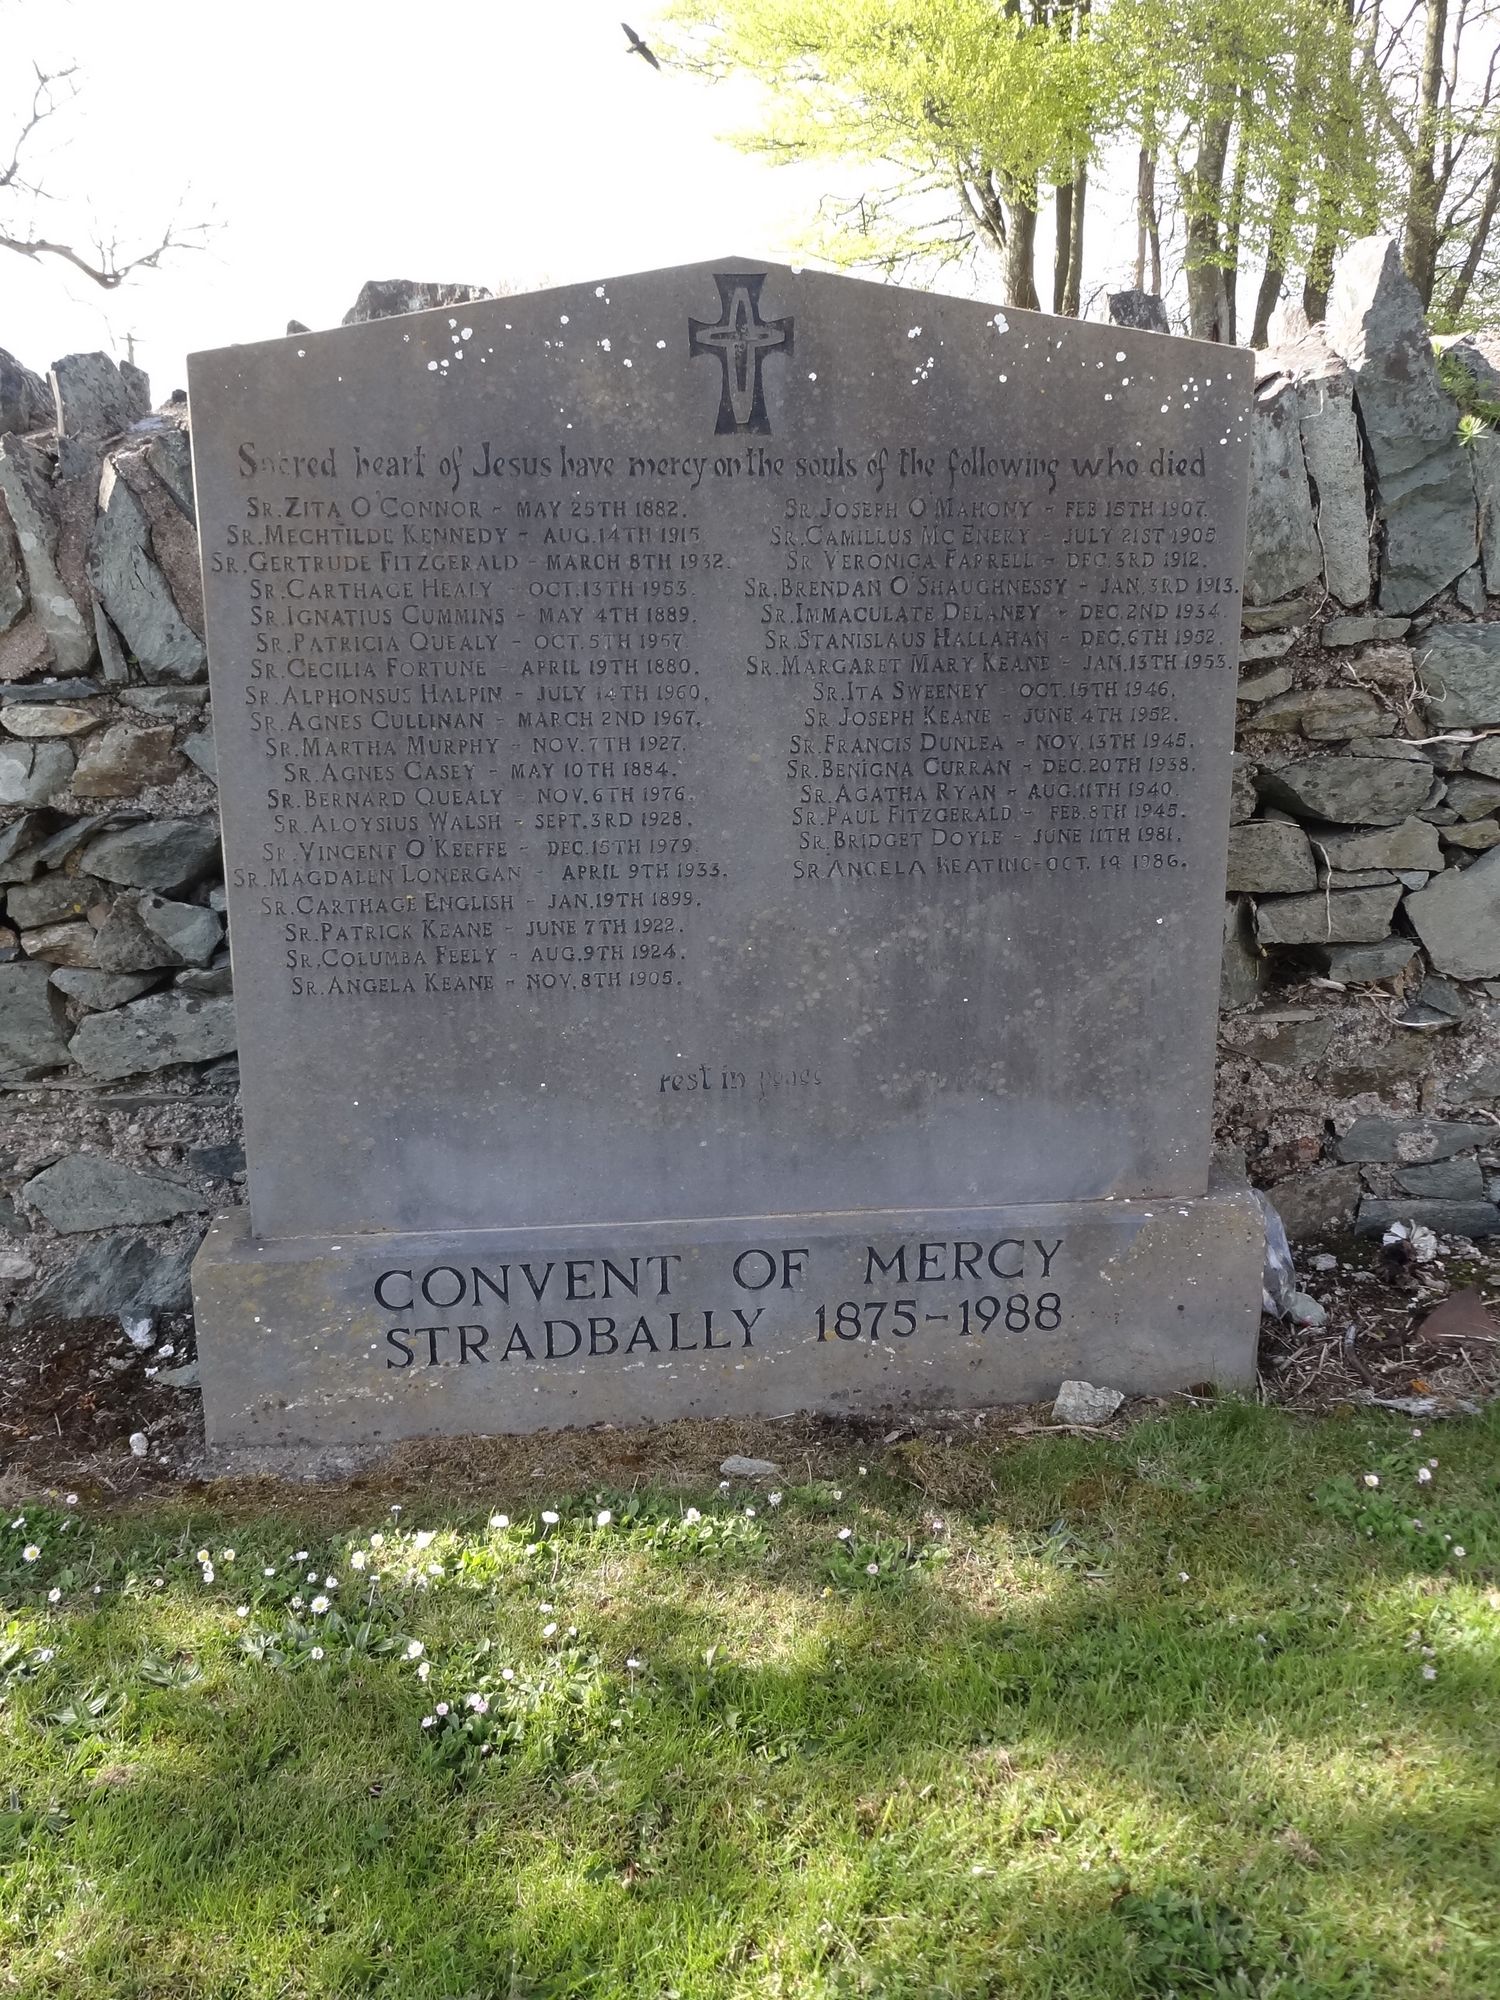 Sacred heart of Jesus have mercy on the souls of the following who died
SR. ZITA O'CONNOR - MAY 25TH 1882.
SR. MECHTILDE KENNEDY - AUG. 14TH 1915.
SR. GERTRUDE FITZGERALD - MARCH 8TH 1932.
SR. CARTHAGE HEALY - OCT. 13TH 1953.
SR. IGNATIUS CUMMINS - MAY 4TH 1889.
SR. PATRICIA QUEALY - OCT. 5TH 1957.
SR. CECILIA FORTUNE - APRIL 19TH 1880.
SR. ALPHONSUS HALPIN - JULY 14TH 1960.
SR. AGNES CULLINAN - MARCH 2ND 1967.
SR. MARTHA MURPHY - NOV. 7TH 1927.
SR. AGNES CASEY - MAY 10TH 1884.
SR. BERNARD QUEALY - NOV. 6TH 1976.
SR. ALOYSIUS WALSH - SEPT. 3RD 1928.
SR. VINCENT O'KEEFFE - DEC. 15TH 1979.
SR. MAGDALEN LONERGAN - APRIL 9TH 1933.
SR. CARTHAGE ENGLISH - JAN. 19TH 1899.
SR. PATRICK KEANE - JUNE 7TH 1922.
SR. COLUMBA FEELY - AUG. 9TH 1924.
SR. ANGELA KEANE - NOV. 8TH 1905.
SR. JOSEPH O'MAHONY - FEB 15TH 1907.
SR. CAMILLUS MC ENERY - JULY 21ST 1905.
SR. VERONICA FARRELL - DEC. 3RD 1912.
SR. BRENDAN O'SHAUGHNESSY - JAN. 3RD 1913.
SR. IMMACULATE DELANEY - DEC. 2ND 1934.
SR. STANISLAUS HALLAHAN - DEC. 6TH 1952.
SR. MARGARET MARY KEANE - JAN. 13TH 1953.
SR. ITA SWEENEY - OCT. 15TH 1946.
SR. JOSEPH KEANE - JUNE 4TH 1952.
SR. FRANCIS DUNLEA - NOV. 13TH 1945.
SR. BENIGNA CURRAN - DEC. 20TH 1938.
SR. AGATHA RYAN - AUG. 11TH 1940.
SR. PAUL FITZGERALD - FEB. 8TH 1945.
SR. BRIDGET DOYLE - JUNE 11TH 1981.
SR. ANGELA KEATING - OCT. 14 1986.
rest in peace
CONVENT OF MERCY
STRADBALLY 1875-1988